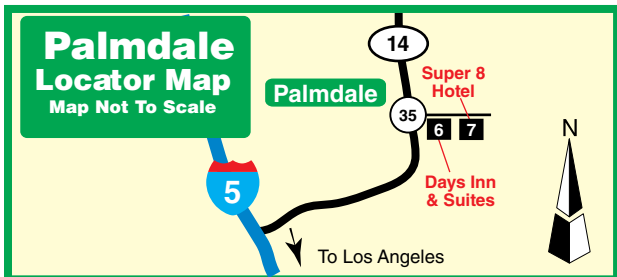 Palmdale
Locator Map
Map Not To Scale
14
Super 8
Hotel
Palmdale
35
6
7
N
5
Days Inn
& Suites
To Los Angeles